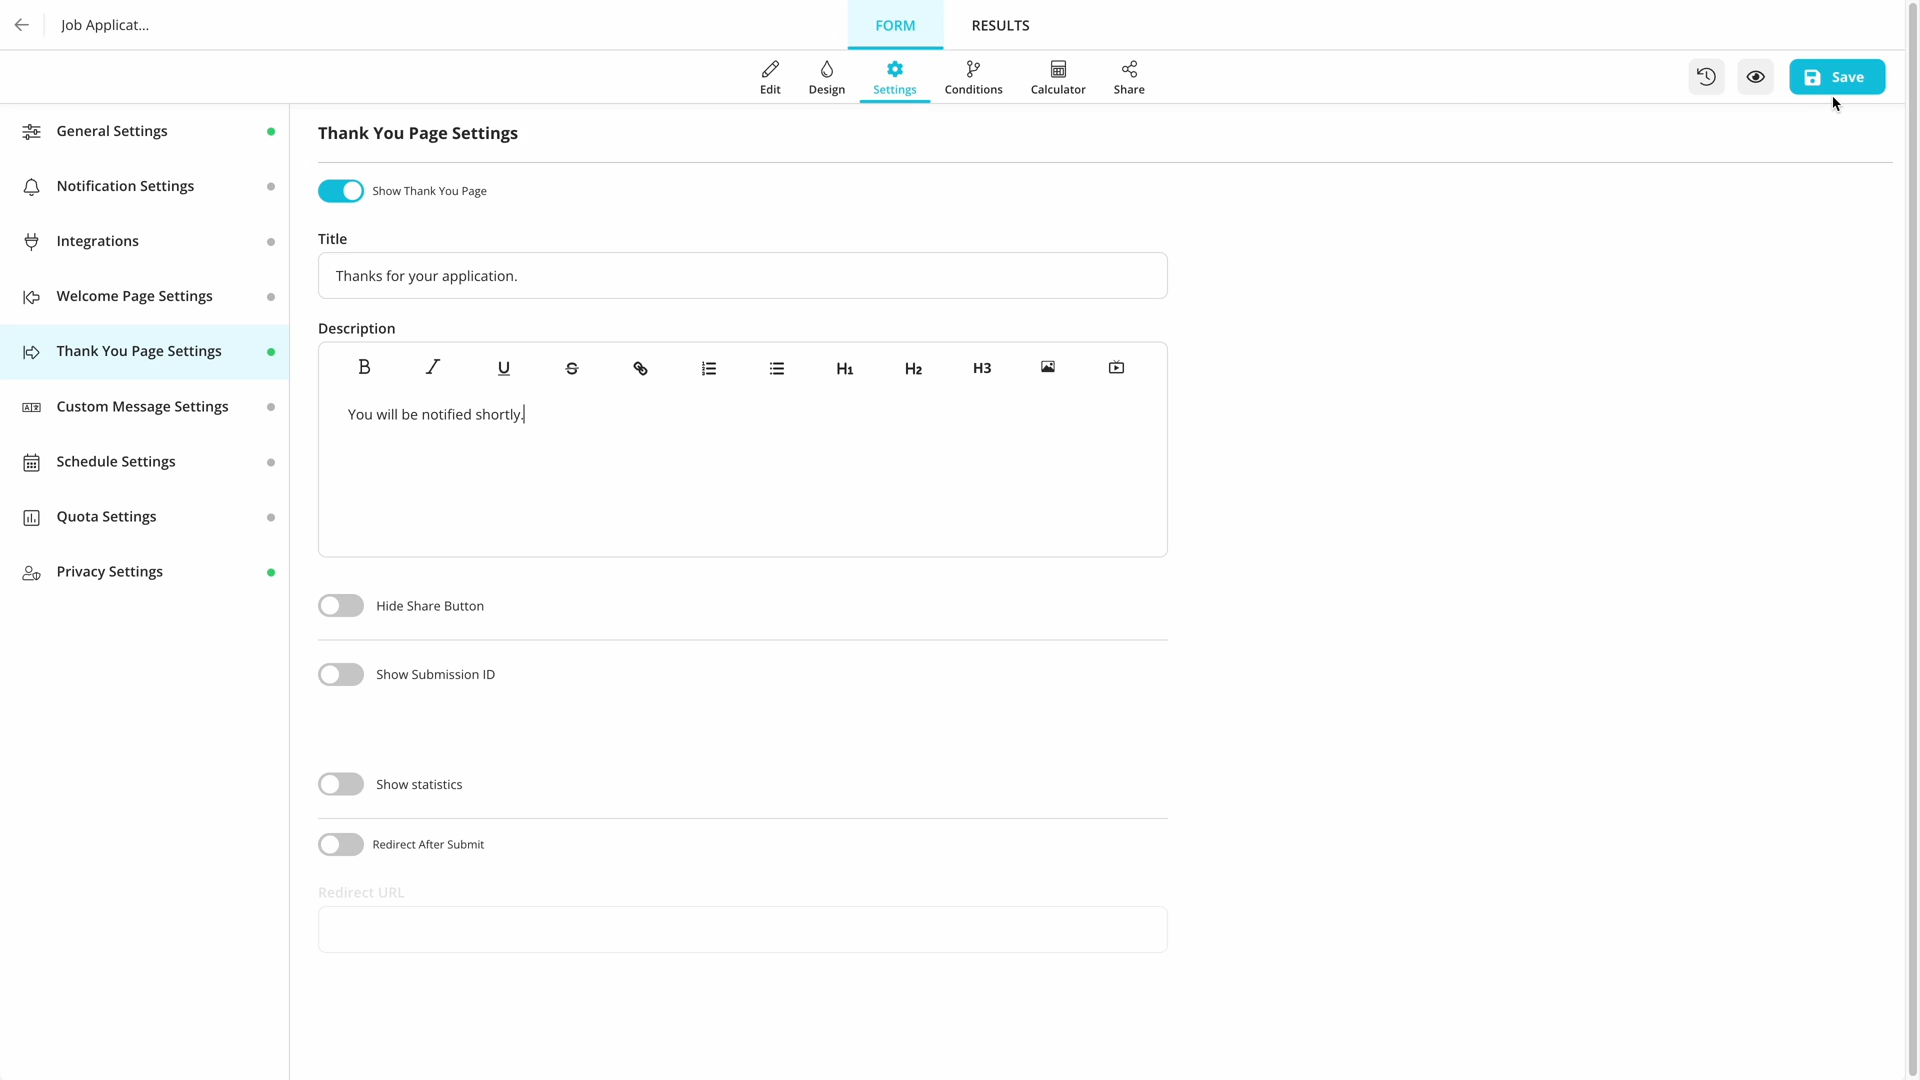 Job Applicat...
FORM
RESULTS
Edit
Design
Settings
Conditions
Calculator
Share
Save
General Settings
Notification Settings
Integrations
Welcome Page Settings
Thank You Page Settings
Custom Message Settings
Schedule Settings
Quota Settings
Privacy Settings
Thank You Page Settings
Show Thank You Page
Title
Thanks for your application.
Description
B I U S H1 H2 H3
You will be notified shortly.
Hide Share Button
Show Submission ID
Show statistics
Redirect After Submit
Redirect URL